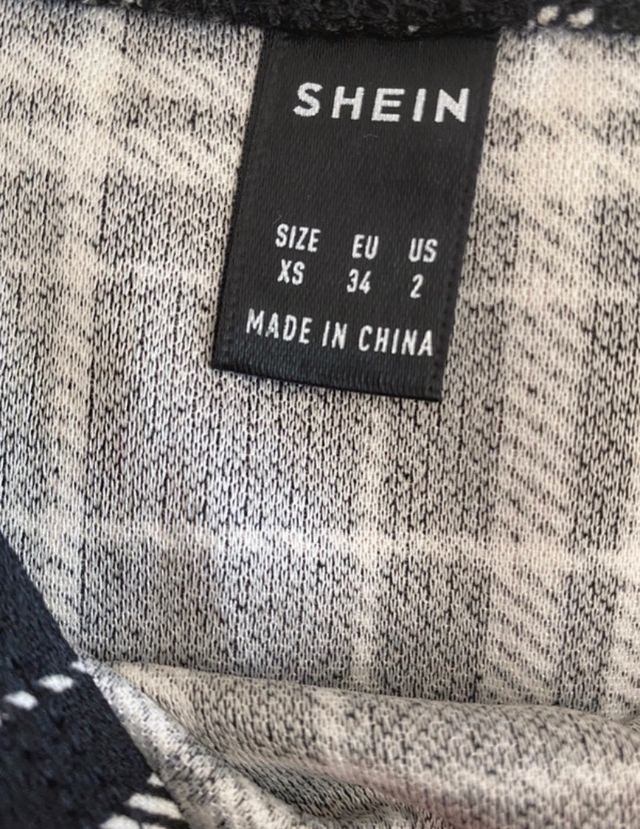 SHEIN
SIZE EU US
XS 34 2
MADE IN CHINA